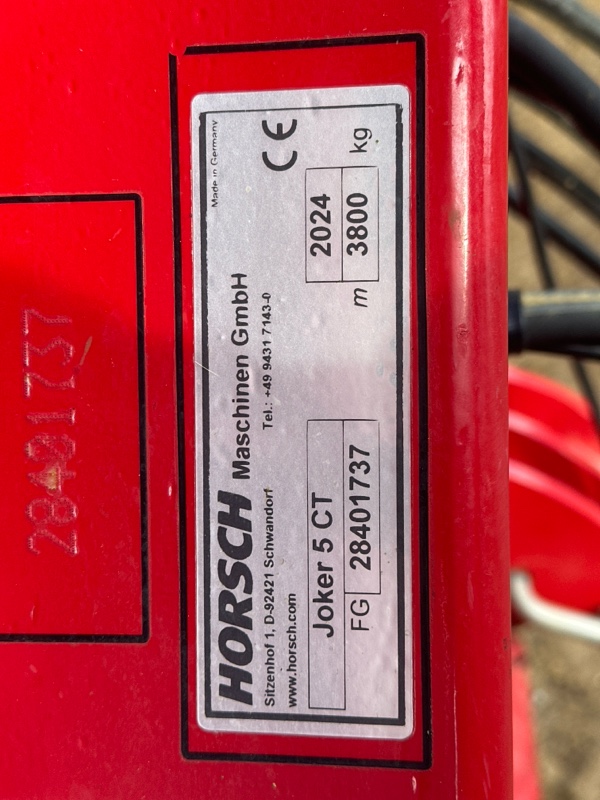 28401737
HORSCH Maschinen GmbH
Made in Germany
Sitzenhof 1, D-92421 Schwandorf Tel.: +49 9431 7143-0
www.horsch.com
CE
Joker 5 CT
2024
FG 28401737
m 3800 kg